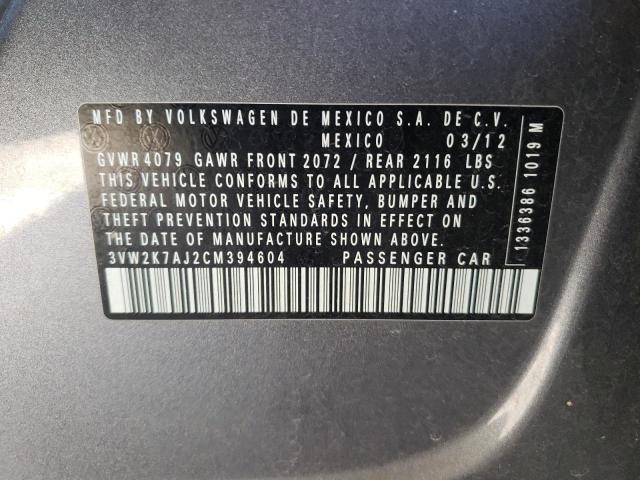 MFD BY VOLKSWAGEN DE MEXICO S.A. DE C.V.
MEXICO 03/12
GVWR 4079 GAWR FRONT 2072 / REAR 2116 LBS
THIS VEHICLE CONFORMS TO ALL APPLICABLE U.S.
FEDERAL MOTOR VEHICLE SAFETY, BUMPER AND
THEFT PREVENTION STANDARDS IN EFFECT ON
THE DATE OF MANUFACTURE SHOWN ABOVE.
3VW2K7AJ2CM394604 PASSENGER CAR
1336386 1019 M